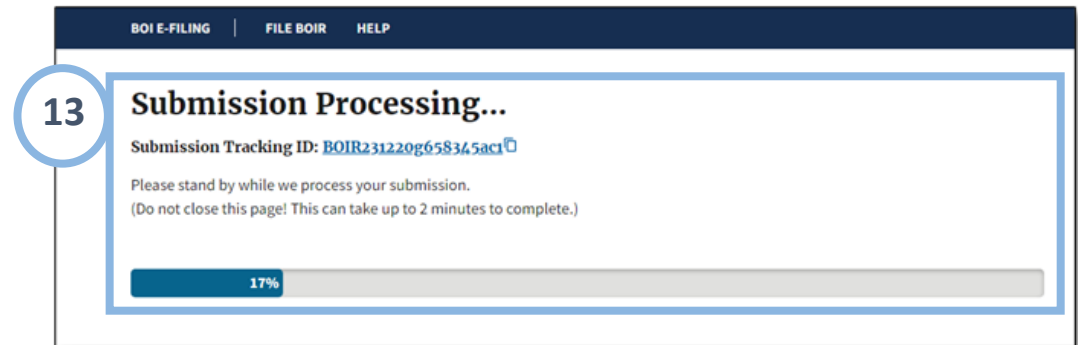 BOI E-FILING | FILE BOIR HELP
13
Submission Processing...
Submission Tracking ID: BOIR231220g658345ac1
Please stand by while we process your submission.
(Do not close this page! This can take up to 2 minutes to complete.)
17%